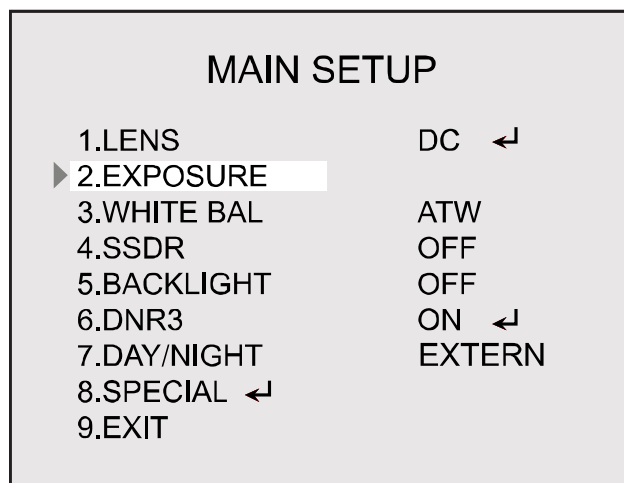 MAIN SETUP
1.LENS DC ↲
2.EXPOSURE
3.WHITE BAL ATW
4.SSDR OFF
5.BACKLIGHT OFF
6.DNR3 ON ↲
7.DAY/NIGHT EXTERN
8.SPECIAL ↲
9.EXIT